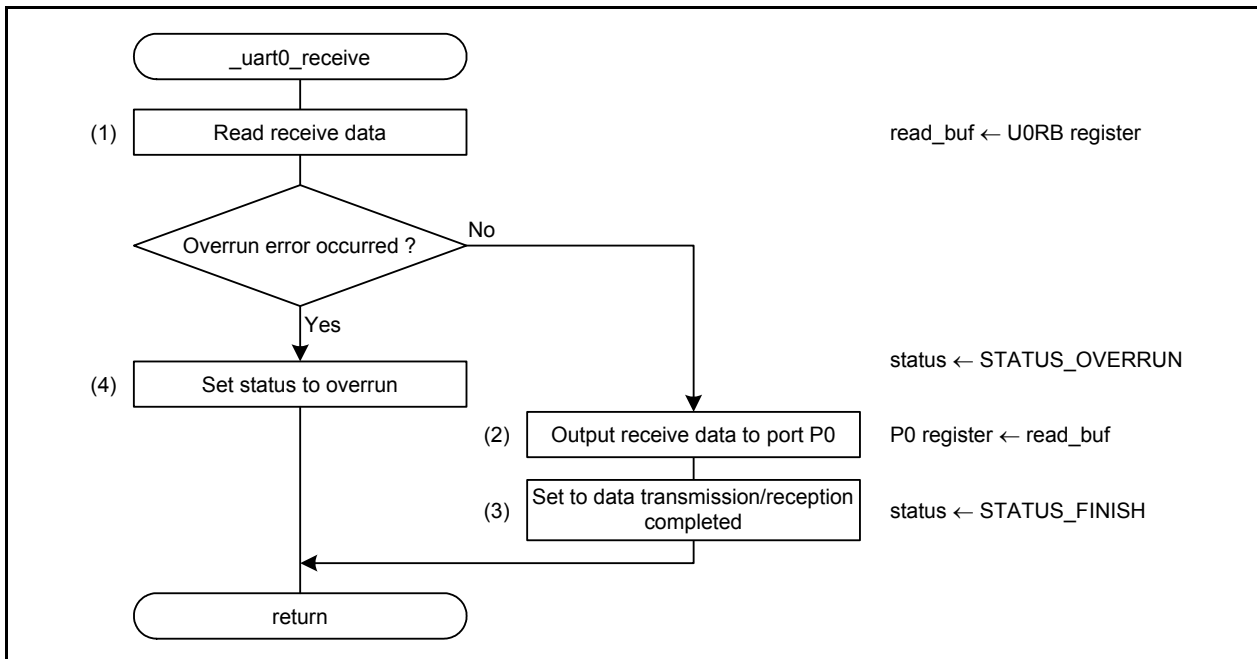 _uart0_receive
(1)
Read receive data
read_buf ← U0RB register
Overrun error occurred ?
No
Yes
status ← STATUS_OVERRUN
(4)
Set status to overrun
(2)
Output receive data to port P0
P0 register ← read_buf
(3)
Set to data transmission/reception
completed
status ← STATUS_FINISH
return